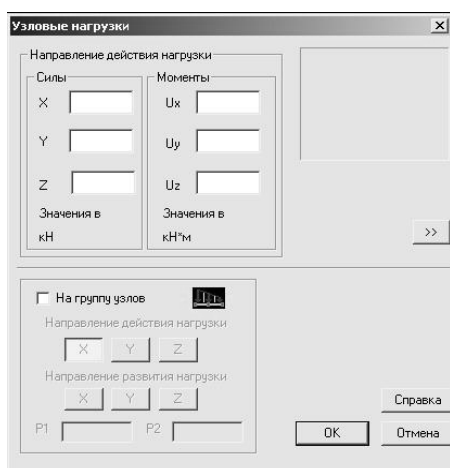 Узловые нагрузки
Направление действия нагрузки
Силы Моменты
X Ux
Y Uy
Z Uz
Значения в Значения в
кН кН*м
>>
На группу узлов
Направление действия нагрузки
X Y Z
Направление развития нагрузки
X Y Z
P1 P2
Справка
OK Отмена